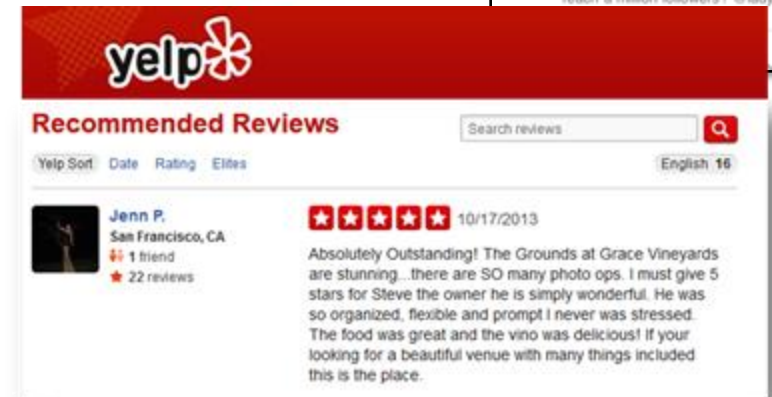 yelp
Recommended Reviews
Search reviews
Yelp Sort Date Rating Elites
English 16
Jenn P.
San Francisco, CA
1 friend
22 reviews
10/17/2013
Absolutely Outstanding! The Grounds at Grace Vineyards
are stunning...there are SO many photo ops. I must give 5
stars for Steve the owner he is simply wonderful. He was
so organized, flexible and prompt I never was stressed.
The food was great and the vino was delicious! If your
looking for a beautiful venue with many things included
this is the place.